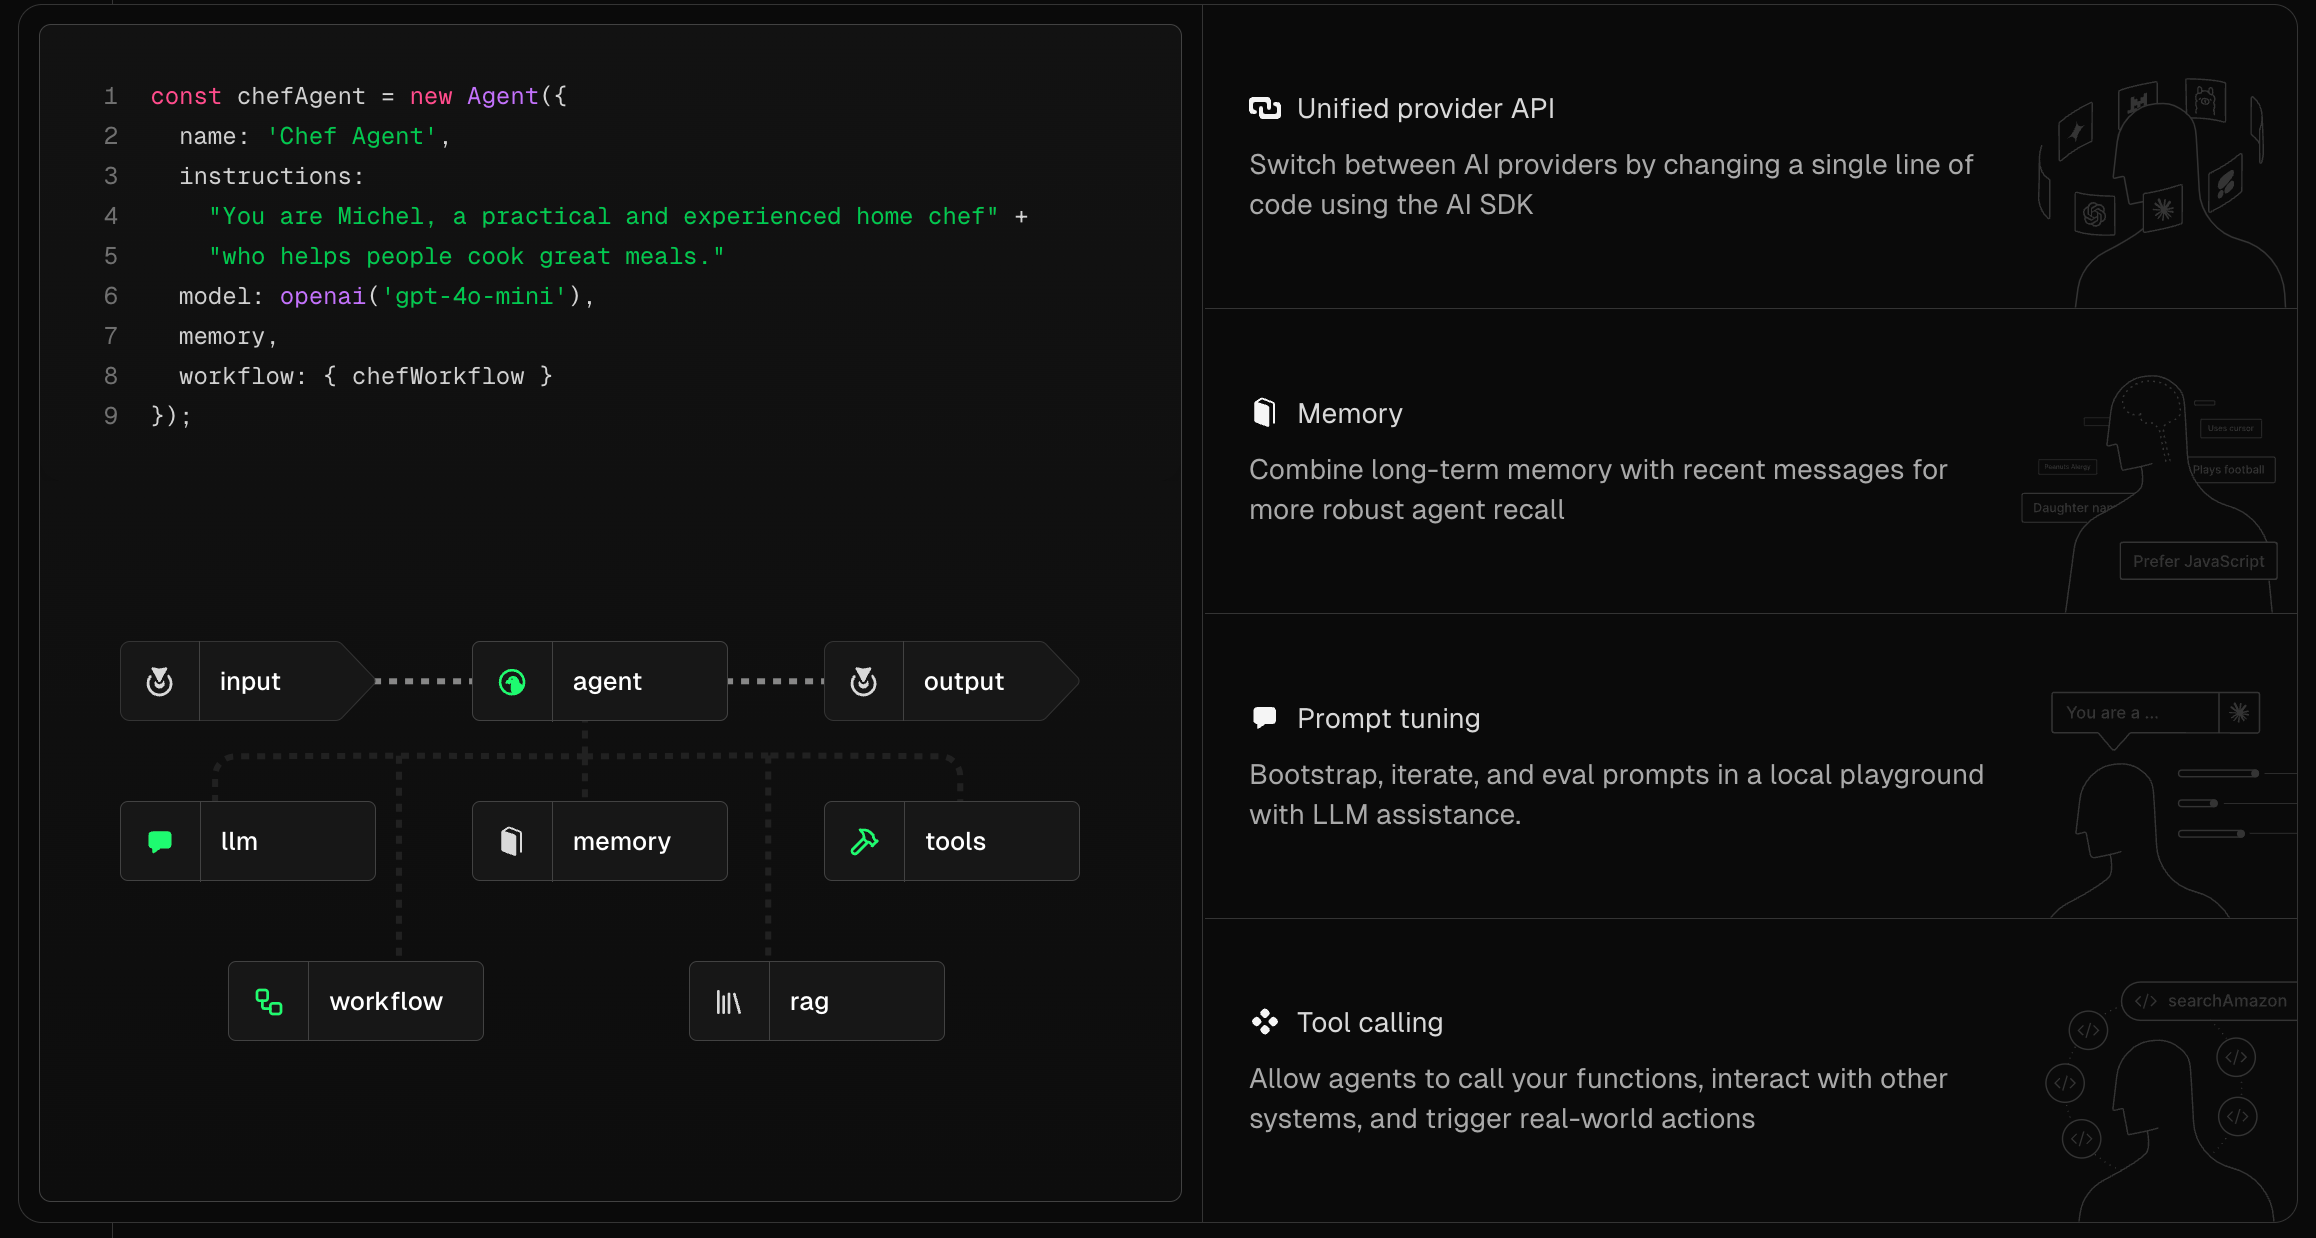 1 const chefAgent = new Agent({
2 name: 'Chef Agent',
3 instructions:
4 "You are Michel, a practical and experienced home chef" +
5 "who helps people cook great meals."
6 model: openai('gpt-4o-mini'),
7 memory,
8 workflow: { chefWorkflow }
9 });
input
agent
output
llm
memory
tools
workflow
rag
Unified provider API
Switch between AI providers by changing a single line of
code using the AI SDK
Memory
Combine long-term memory with recent messages for
more robust agent recall
Uses cursor
Peanuts Alergy
Plays football
Daughter nam
Prefer JavaScript
Prompt tuning
Bootstrap, iterate, and eval prompts in a local playground
with LLM assistance.
You are a ...
Tool calling
Allow agents to call your functions, interact with other
systems, and trigger real-world actions
</> searchAmazon
</>
</>
</>
</>
</>